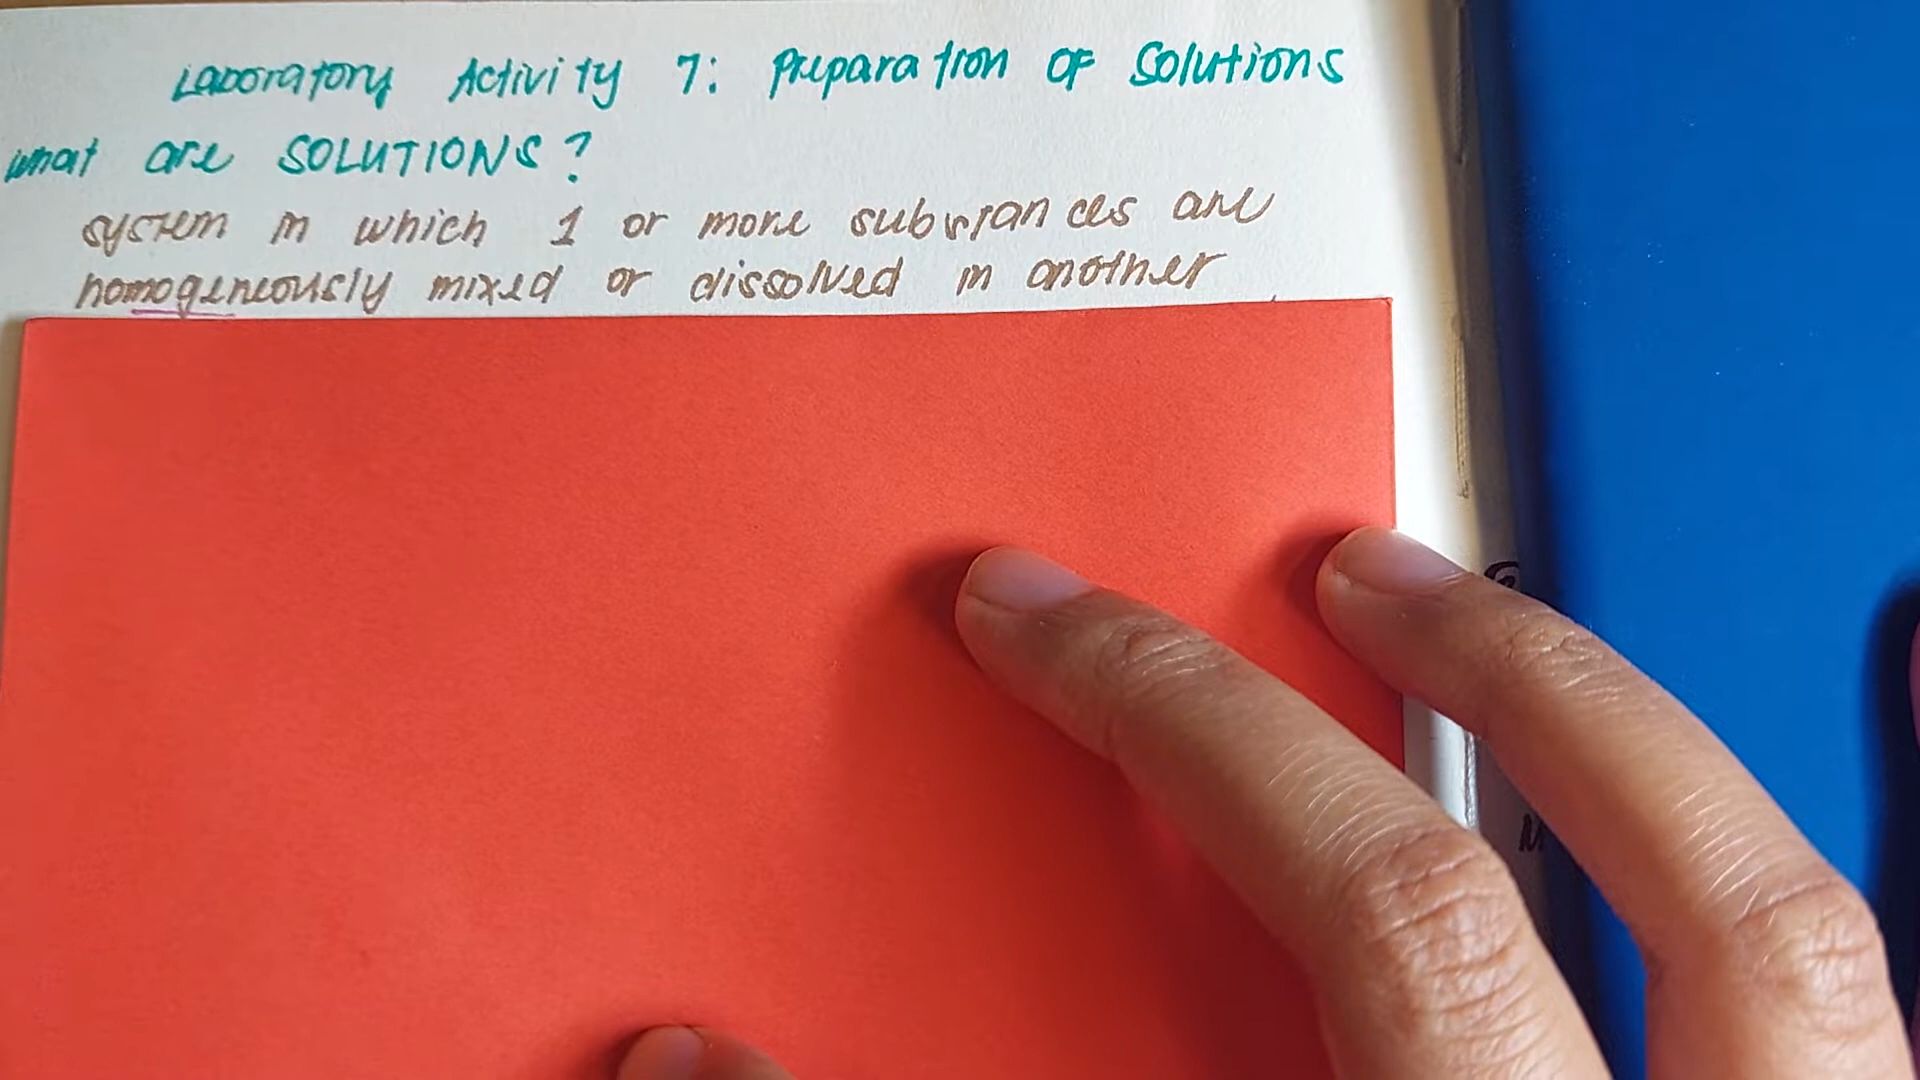 Laboratory Activity 7: Preparation OF Solutions
what are SOLUTIONS?
system in which 1 or more substances are
homogeneously mixed or dissolved in another